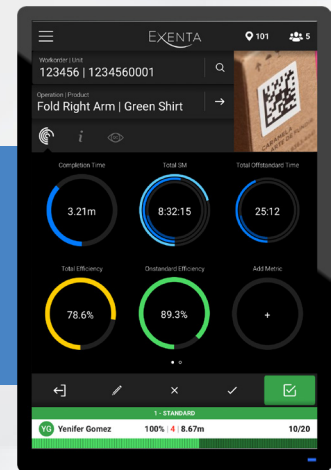 EXENTA
101
5
Workorder | Unit
123456 | 1234560001
Operation | Product
Fold Right Arm | Green Shirt
Completion Time
Total SM
Total Offstandard Time
3.21m
8:32:15
25:12
Total Efficiency
Onstandard Efficiency
Add Metric
78.6%
89.3%
+
1 - STANDARD
YG Yenifer Gomez 100% | 4 | 8.67m 10/20